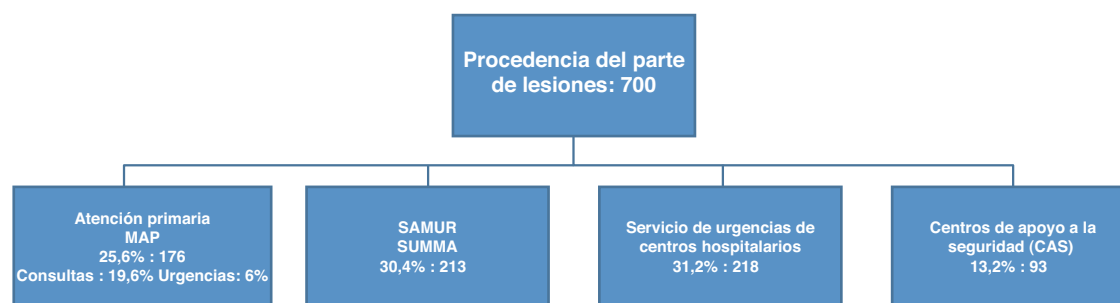 Procedencia del parte
de lesiones: 700
Atención primaria
MAP
25,6% : 176
Consultas : 19,6% Urgencias: 6%
SAMUR
SUMMA
30,4% : 213
Servicio de urgencias de
centros hospitalarios
31,2% : 218
Centros de apoyo a la
seguridad (CAS)
13,2% : 93